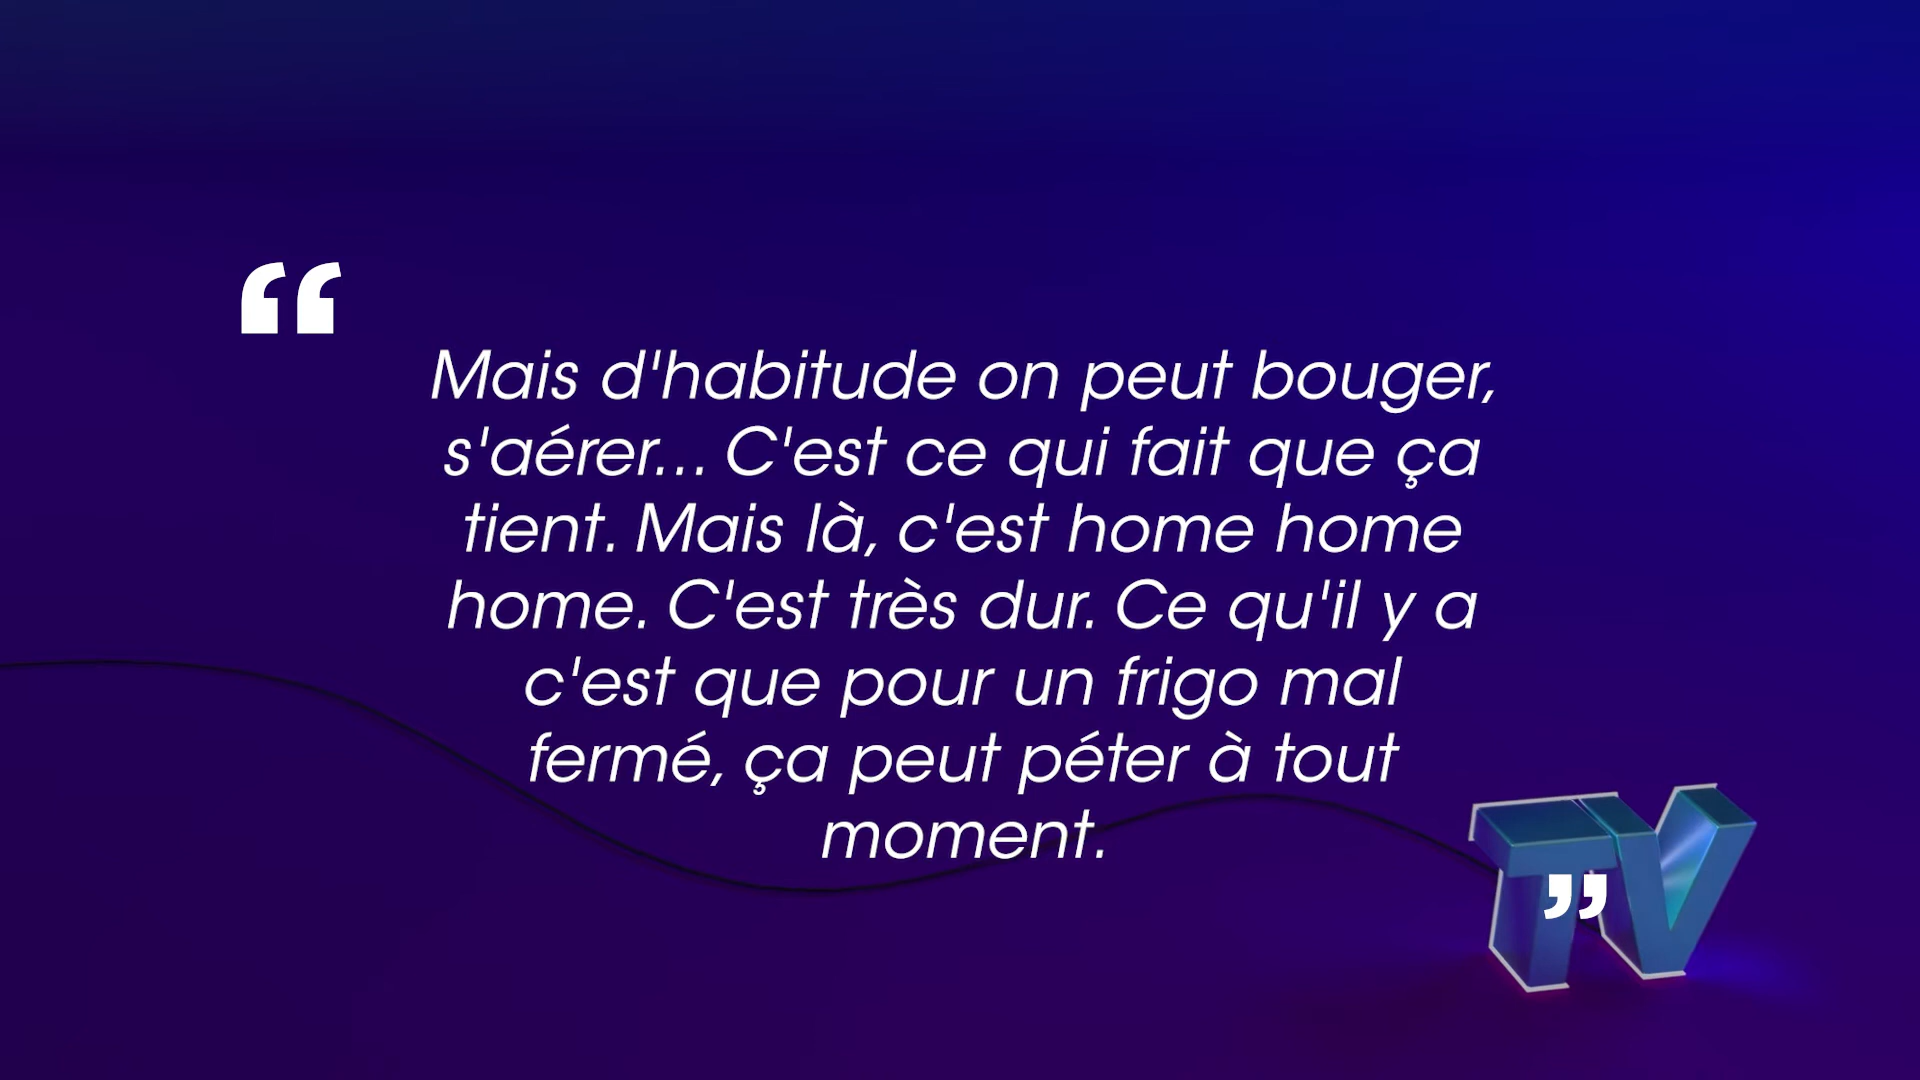 “
Mais d'habitude on peut bouger,
s'aérer... C'est ce qui fait que ça
tient. Mais là, c'est home home
home. C'est très dur. Ce qu'il y a
c'est que pour un frigo mal
fermé, ça peut péter à tout
moment.
”
TV